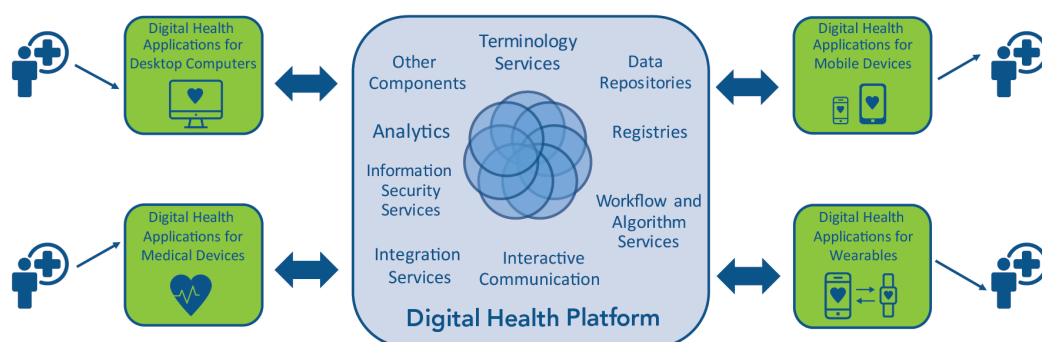 Digital Health
Applications for
Desktop Computers
Digital Health
Applications for
Medical Devices
Terminology
Services
Other
Components
Data
Repositories
Analytics
Registries
Information
Security
Services
Workflow and
Algorithm
Services
Integration
Services
Interactive
Communication
Digital Health Platform
Digital Health
Applications for
Mobile Devices
Digital Health
Applications for
Wearables